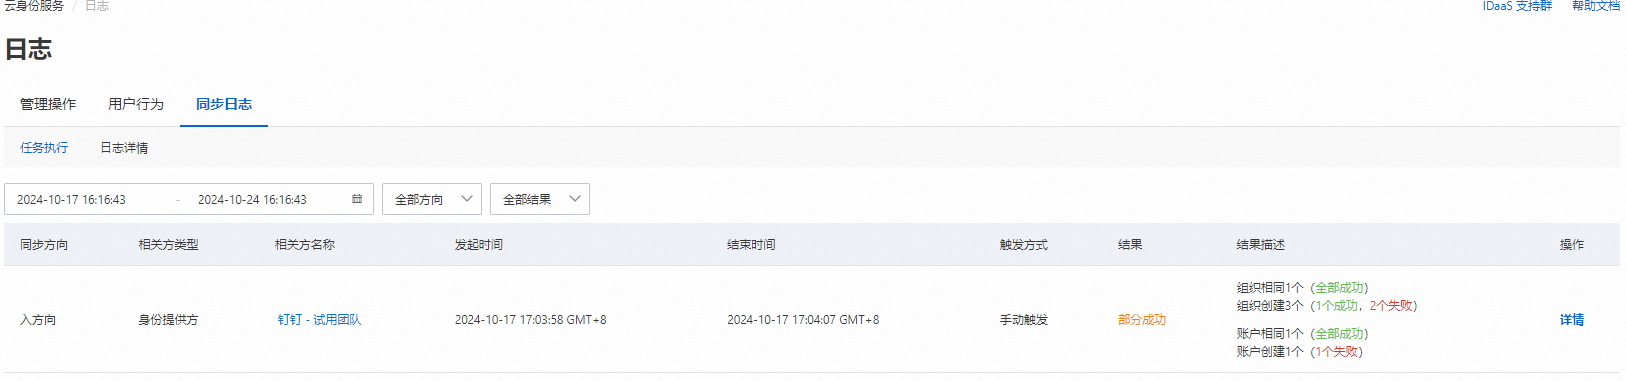 云身份服务 / 日志
IDaaS 支持群 帮助文档
日志
管理操作 用户行为 同步日志
任务执行 日志详情
2024-10-17 16:16:43 - 2024-10-24 16:16:43 全部方向 全部结果
同步方向 相关方类型 相关方名称 发起时间 结束时间 触发方式 结果 结果描述 操作
组织相同1个（全部成功）
组织创建3个（1个成功，2个失败）
入方向 身份提供方 钉钉 - 试用团队 2024-10-17 17:03:58 GMT+8 2024-10-17 17:04:07 GMT+8 手动触发 部分成功 详情
账户相同1个（全部成功）
账户创建1个（1个失败）